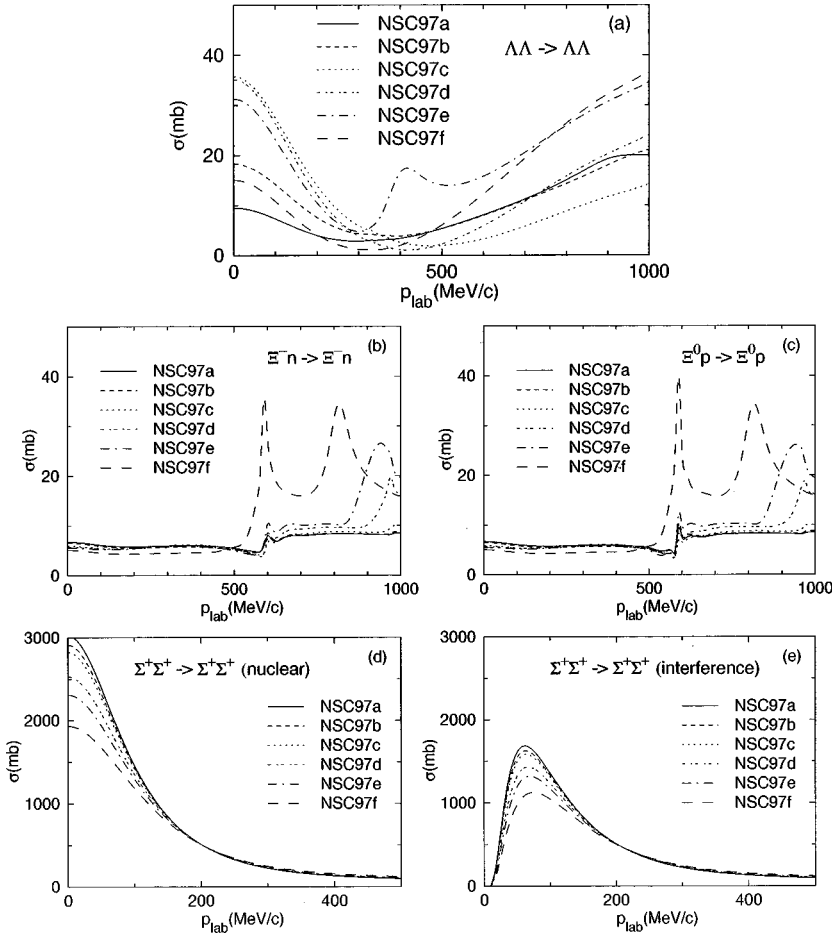 (a)
ΛΛ -> ΛΛ
NSC97a
NSC97b
NSC97c
NSC97d
NSC97e
NSC97f
σ(mb)
40
20
0
0
500
1000
p_lab(MeV/c)
(b)
Ξ⁻n -> Ξ⁻n
NSC97a
NSC97b
NSC97c
NSC97d
NSC97e
NSC97f
σ(mb)
40
20
0
0
500
1000
p_lab(MeV/c)
(c)
Ξ⁰p -> Ξ⁰p
NSC97a
NSC97b
NSC97c
NSC97d
NSC97e
NSC97f
σ(mb)
40
20
0
0
500
1000
p_lab(MeV/c)
(d)
Σ⁺Σ⁺ -> Σ⁺Σ⁺ (nuclear)
NSC97a
NSC97b
NSC97c
NSC97d
NSC97e
NSC97f
σ(mb)
3000
2000
1000
0
0
200
400
p_lab(MeV/c)
(e)
Σ⁺Σ⁺ -> Σ⁺Σ⁺ (interference)
NSC97a
NSC97b
NSC97c
NSC97d
NSC97e
NSC97f
σ(mb)
3000
2000
1000
0
0
200
400
p_lab(MeV/c)